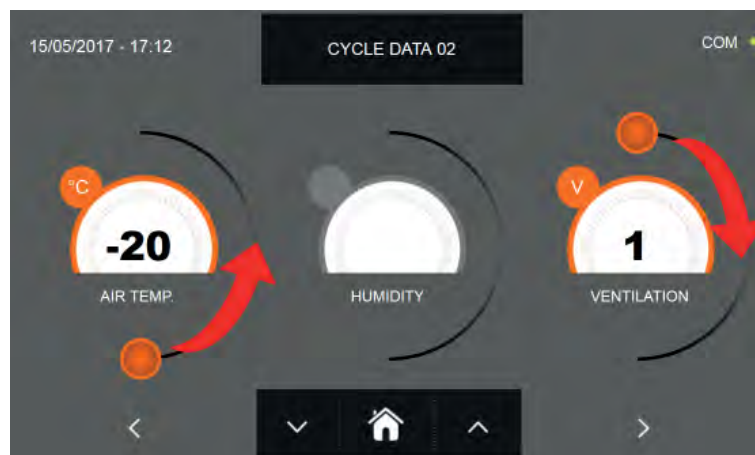 15/05/2017 - 17:12
CYCLE DATA 02
COM
°C
-20
AIR TEMP.
HUMIDITY
V
1
VENTILATION